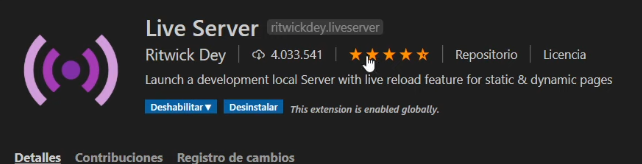 Live Server ritwickdey.liveserver
Ritwick Dey 4.033.541 Repositorio Licencia
Launch a development local Server with live reload feature for static & dynamic pages
Deshabilitar Desinstalar This extension is enabled globally.
Detalles Contribuciones Registro de cambios